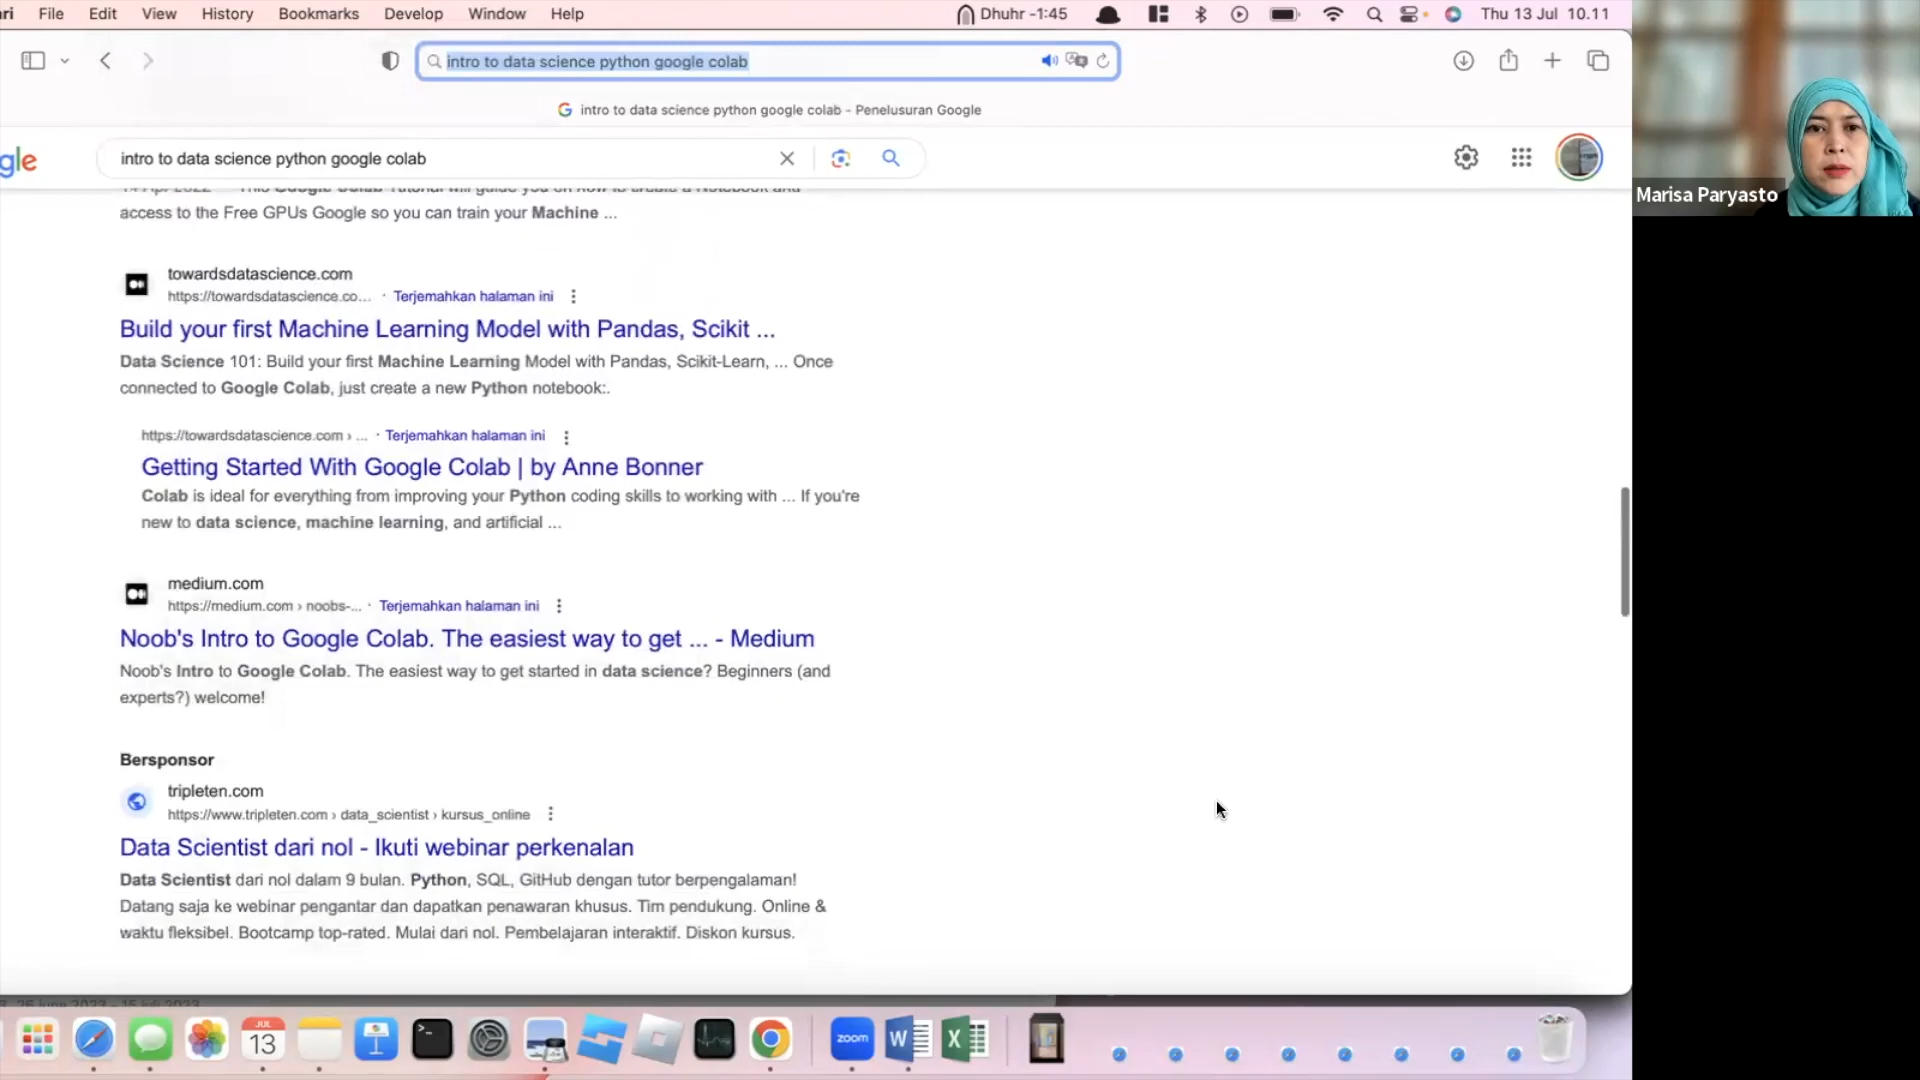 ri File Edit View History Bookmarks Develop Window Help Dhuhr -1:45 Thu 13 Jul 10.11
intro to data science python google colab
intro to data science python google colab - Penelusuran Google
gle intro to data science python google colab
access to the Free GPUs Google so you can train your Machine ...
towardsdatascience.com
https://towardsdatascience.co... · Terjemahkan halaman ini
Build your first Machine Learning Model with Pandas, Scikit ...
Data Science 101: Build your first Machine Learning Model with Pandas, Scikit-Learn, ... Once
connected to Google Colab, just create a new Python notebook:.
https://towardsdatascience.com › ... · Terjemahkan halaman ini
Getting Started With Google Colab | by Anne Bonner
Colab is ideal for everything from improving your Python coding skills to working with ... If you're
new to data science, machine learning, and artificial ...
medium.com
https://medium.com › noobs-... · Terjemahkan halaman ini
Noob's Intro to Google Colab. The easiest way to get ... - Medium
Noob's Intro to Google Colab. The easiest way to get started in data science? Beginners (and
experts?) welcome!
Bersponsor
tripleten.com
https://www.tripleten.com › data_scientist › kursus_online
Data Scientist dari nol - Ikuti webinar perkenalan
Data Scientist dari nol dalam 9 bulan. Python, SQL, GitHub dengan tutor berpengalaman!
Datang saja ke webinar pengantar dan dapatkan penawaran khusus. Tim pendukung. Online &
waktu fleksibel. Bootcamp top-rated. Mulai dari nol. Pembelajaran interaktif. Diskon kursus.
JUL
13
zoom
Marisa Paryasto